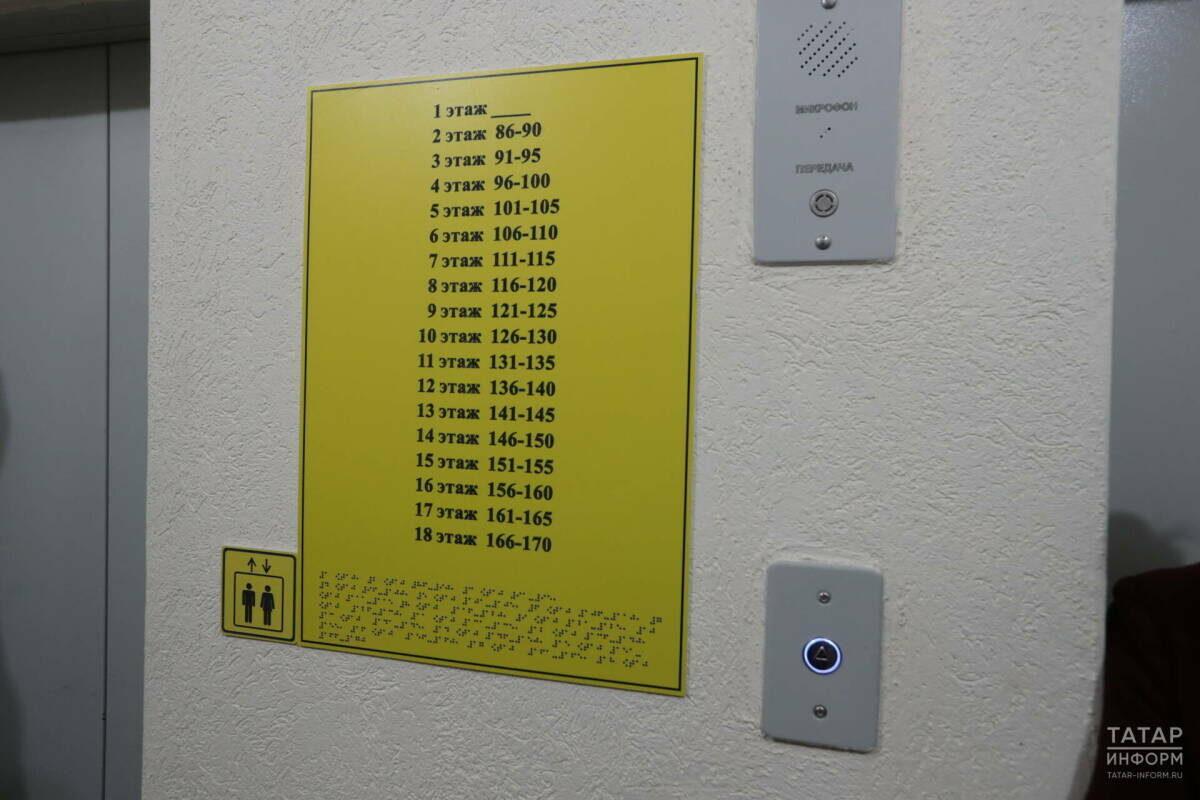 1 этаж ____
2 этаж 86-90
3 этаж 91-95
4 этаж 96-100
5 этаж 101-105
6 этаж 106-110
7 этаж 111-115
8 этаж 116-120
9 этаж 121-125
10 этаж 126-130
11 этаж 131-135
12 этаж 136-140
13 этаж 141-145
14 этаж 146-150
15 этаж 151-155
16 этаж 156-160
17 этаж 161-165
18 этаж 166-170
МИКРОФОН
ПЕРЕДАЧА
ТАТАР
ИНФОРМ
TATAR-INFORM.RU